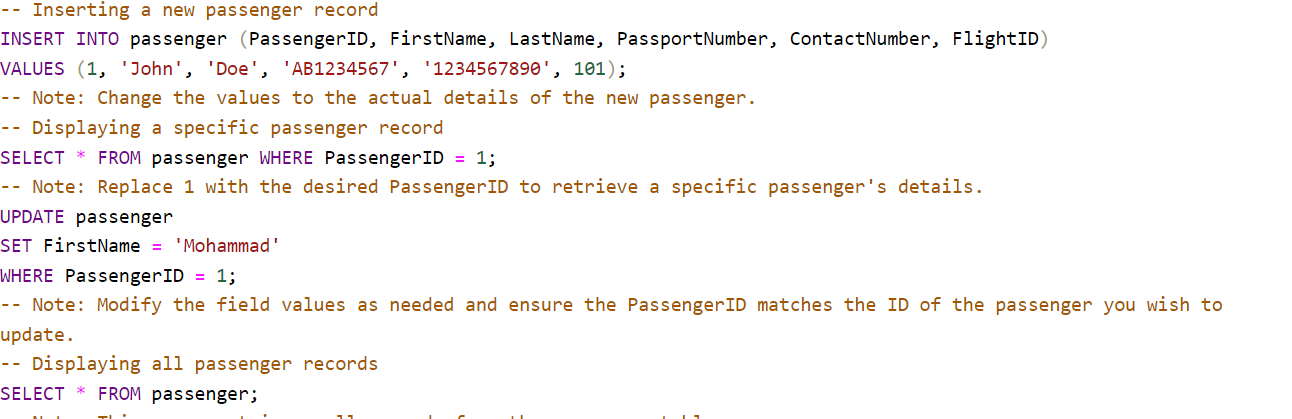 -- Inserting a new passenger record
INSERT INTO passenger (PassengerID, FirstName, LastName, PassportNumber, ContactNumber, FlightID)
VALUES (1, 'John', 'Doe', 'AB1234567', '1234567890', 101);
-- Note: Change the values to the actual details of the new passenger.
-- Displaying a specific passenger record
SELECT * FROM passenger WHERE PassengerID = 1;
-- Note: Replace 1 with the desired PassengerID to retrieve a specific passenger's details.
UPDATE passenger
SET FirstName = 'Mohammad'
WHERE PassengerID = 1;
-- Note: Modify the field values as needed and ensure the PassengerID matches the ID of the passenger you wish to
update.
-- Displaying all passenger records
SELECT * FROM passenger;